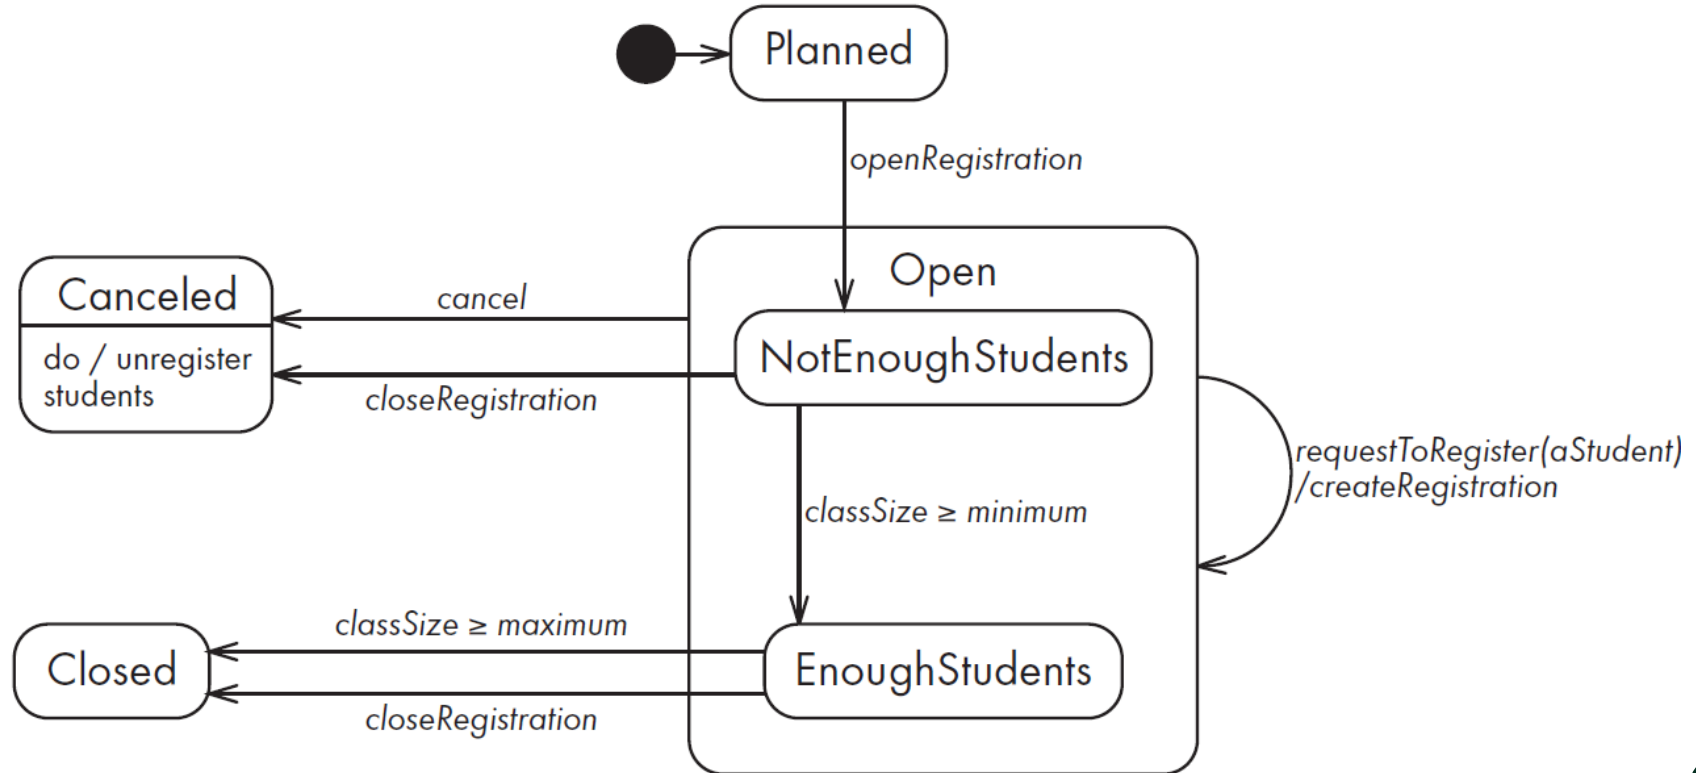 Planned
openRegistration
Open
Canceled
cancel
do / unregister
students
NotEnoughStudents
closeRegistration
requestToRegister(aStudent)
/createRegistration
classSize ≥ minimum
classSize ≥ maximum
Closed
EnoughStudents
closeRegistration